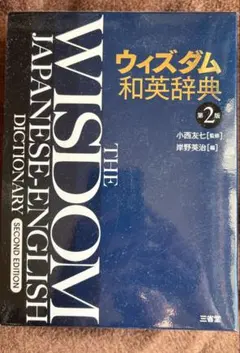 ウィズダム
和英辞典
第2版
小西友七[監修]
岸野英治[編]
THE
WISDOM
JAPANESE-ENGLISH
DICTIONARY
SECOND EDITION
三省堂